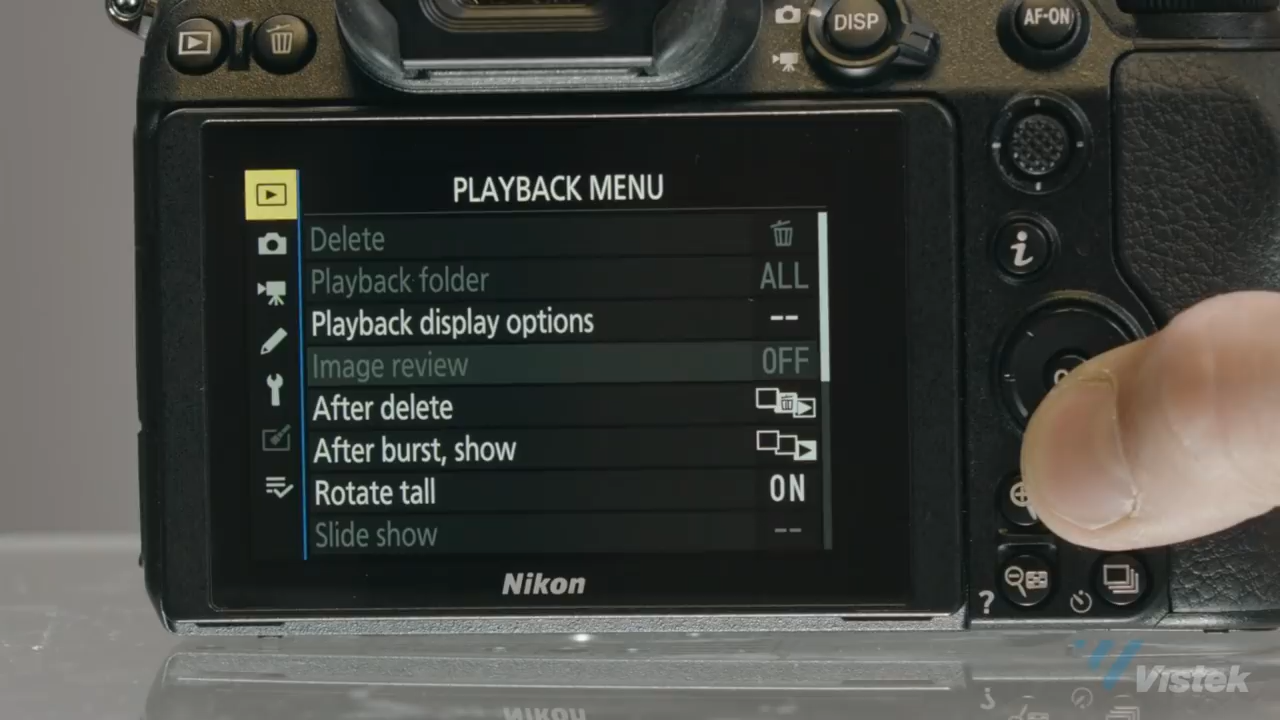 DISP
AF-ON
PLAYBACK MENU
Delete
Playback folder ALL
Playback display options --
Image review OFF
After delete
After burst, show
Rotate tall ON
Slide show --
Nikon
i
?
Vistek